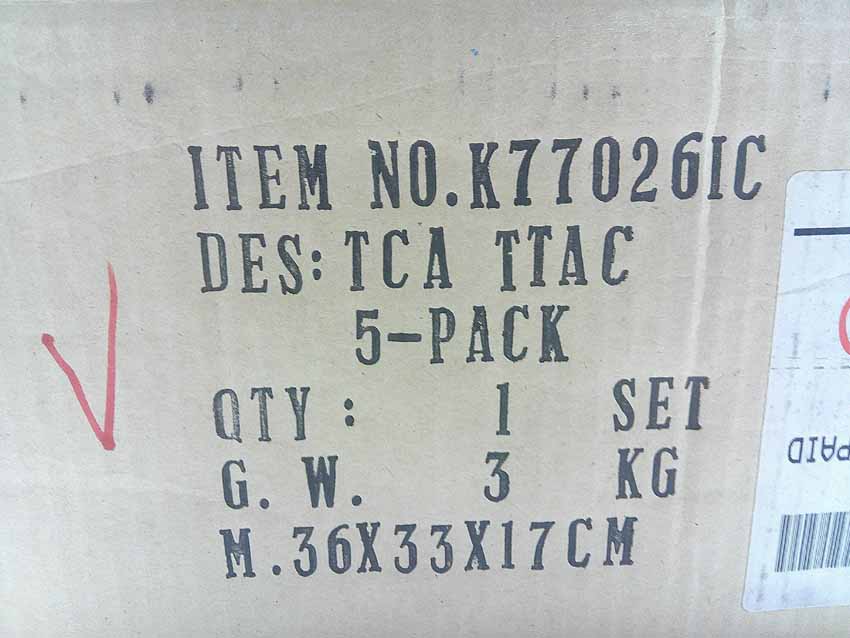 ITEM NO.K77026IC
DES: TCA TTAC
5-PACK
QTY : 1 SET
G. W. 3 KG
M.36X33X17CM
PAID